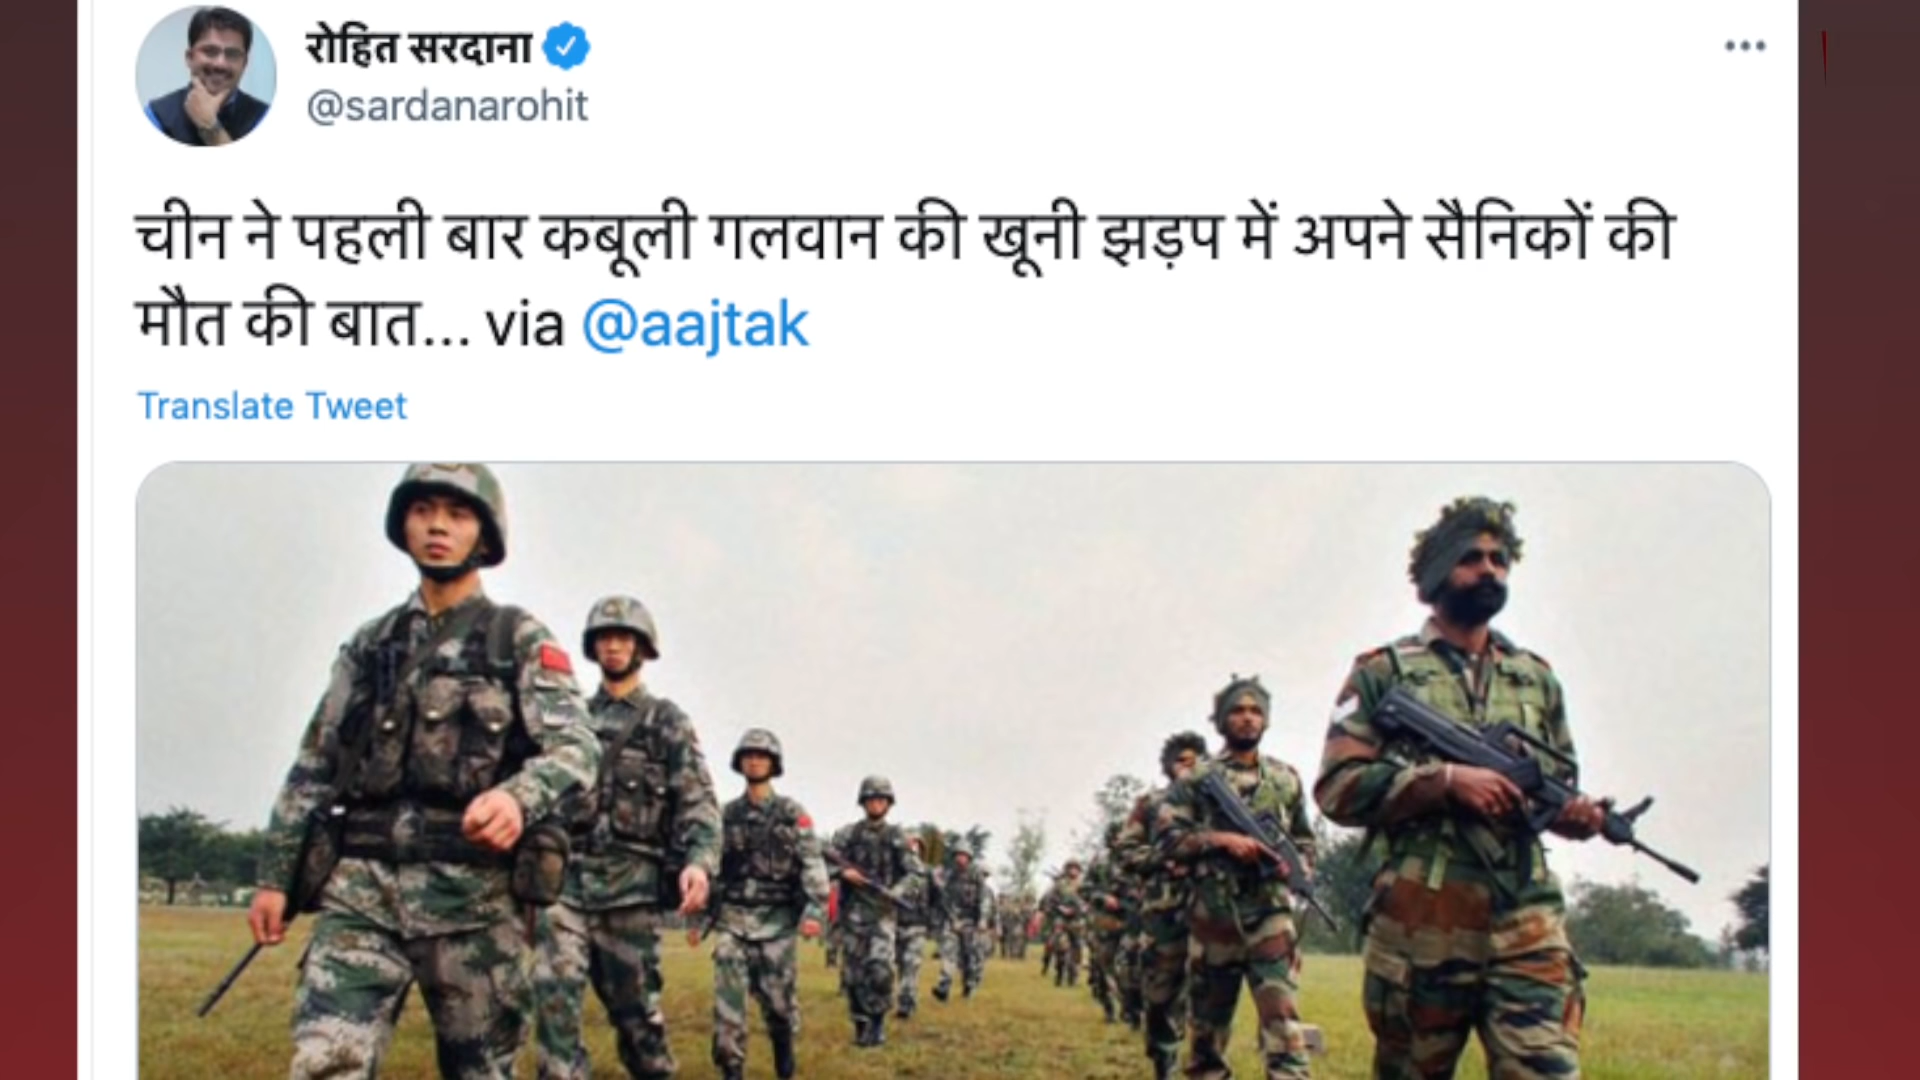 रोहित सरदाना
@sardanarohit
चीन ने पहली बार कबूली गलवान की खूनी झड़प में अपने सैनिकों की
मौत की बात... via @aajtak
Translate Tweet